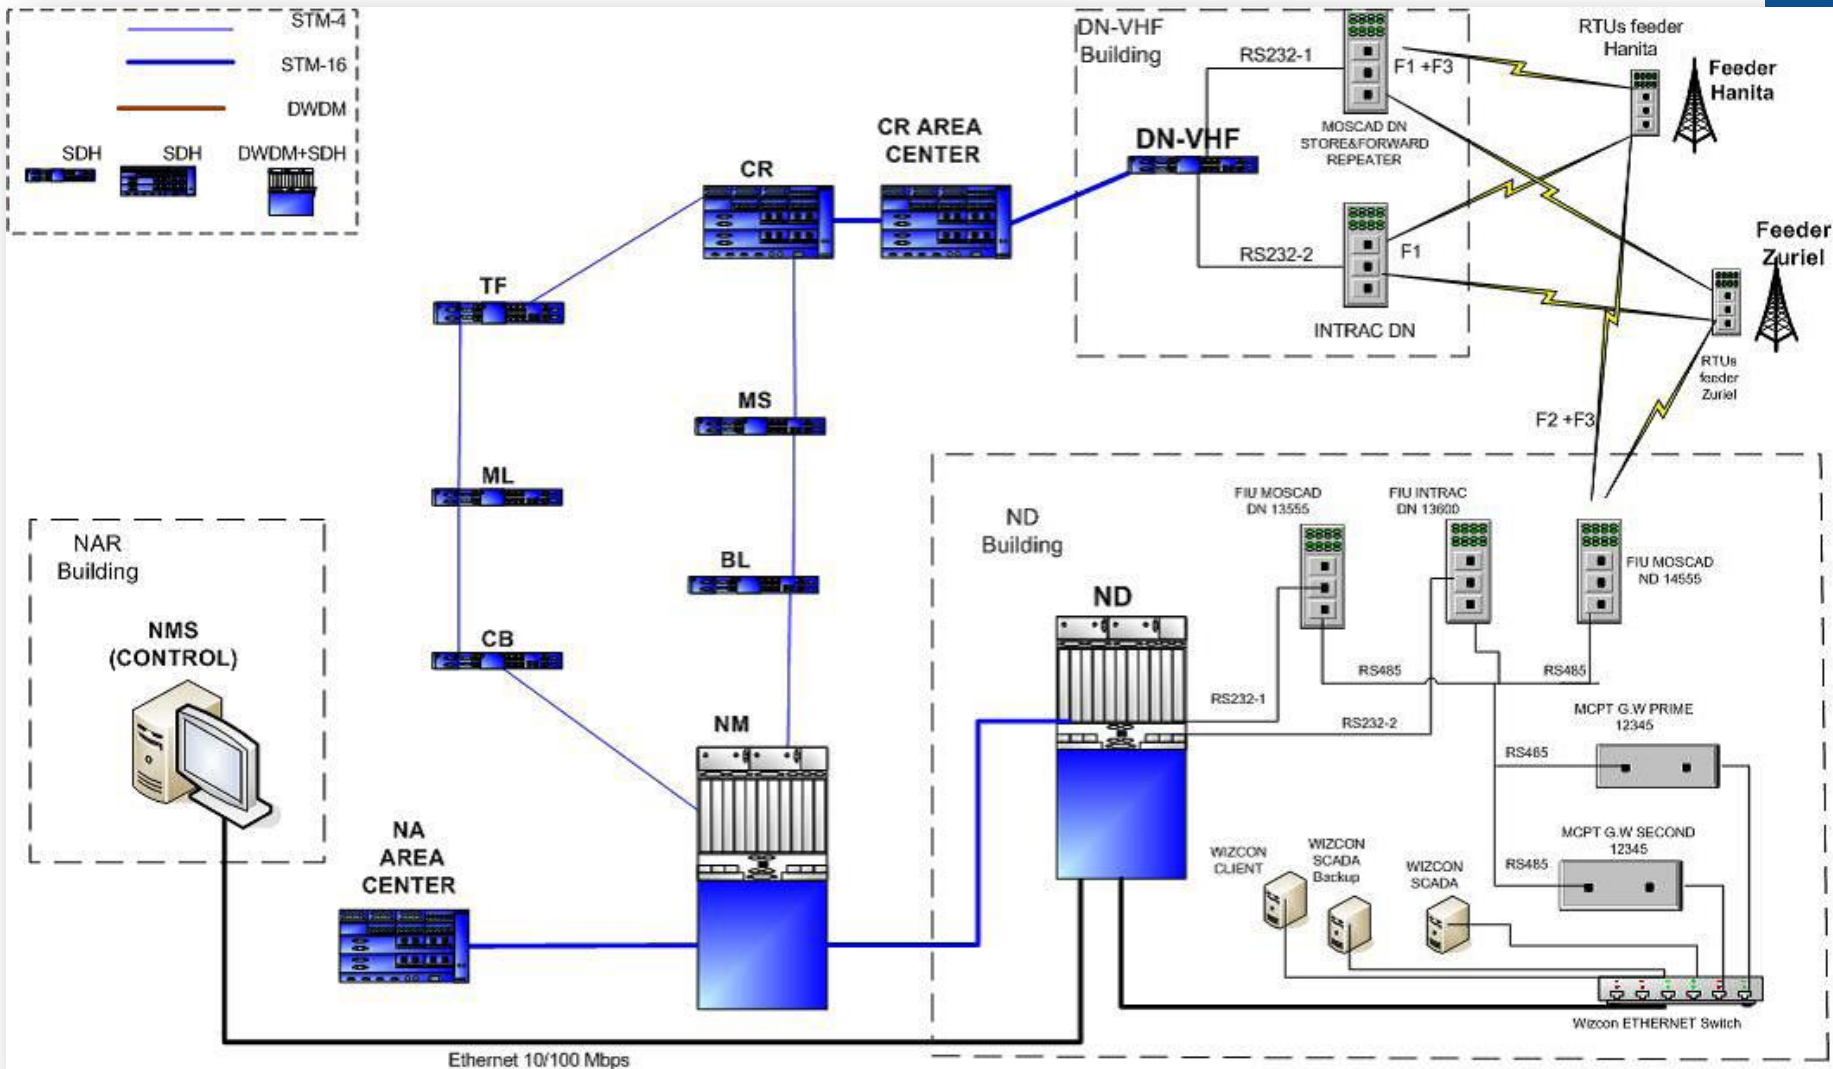 STM-4
STM-16
DWDM
SDH
SDH
DWDM+SDH
DN-VHF
Building
RS232-1
F1 +F3
MOSCAD DN
STORE&FORWARD
REPEATER
DN-VHF
RS232-2
F1
INTRAC DN
RTUs feeder
Hanita
Feeder
Hanita
Feeder
Zuriel
RTUs
feeder
Zuriel
F2 +F3
CR AREA
CENTER
CR
TF
MS
ML
BL
CB
NM
NAR
Building
NMS
(CONTROL)
NA
AREA
CENTER
Ethernet 10/100 Mbps
ND
Building
ND
FIU MOSCAD
DN 13555
FIU INTRAC
DN 13600
FIU MOSCAD
ND 14555
RS485
RS485
RS232-1
RS232-2
MCPT G.W PRIME
12345
RS485
MCPT G.W SECOND
12345
RS485
WIZCON
CLIENT
WIZCON
SCADA
Backup
WIZCON
SCADA
Wizcon ETHERNET Switch